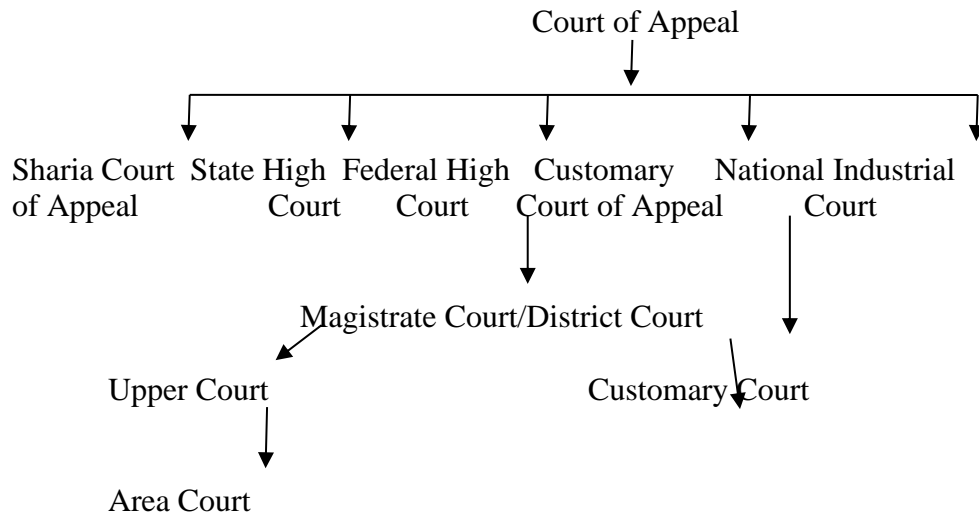 Court of Appeal
Sharia Court State High Federal High Customary National Industrial
of Appeal Court Court Court of Appeal Court
Magistrate Court/District Court
Upper Court Customary Court
Area Court